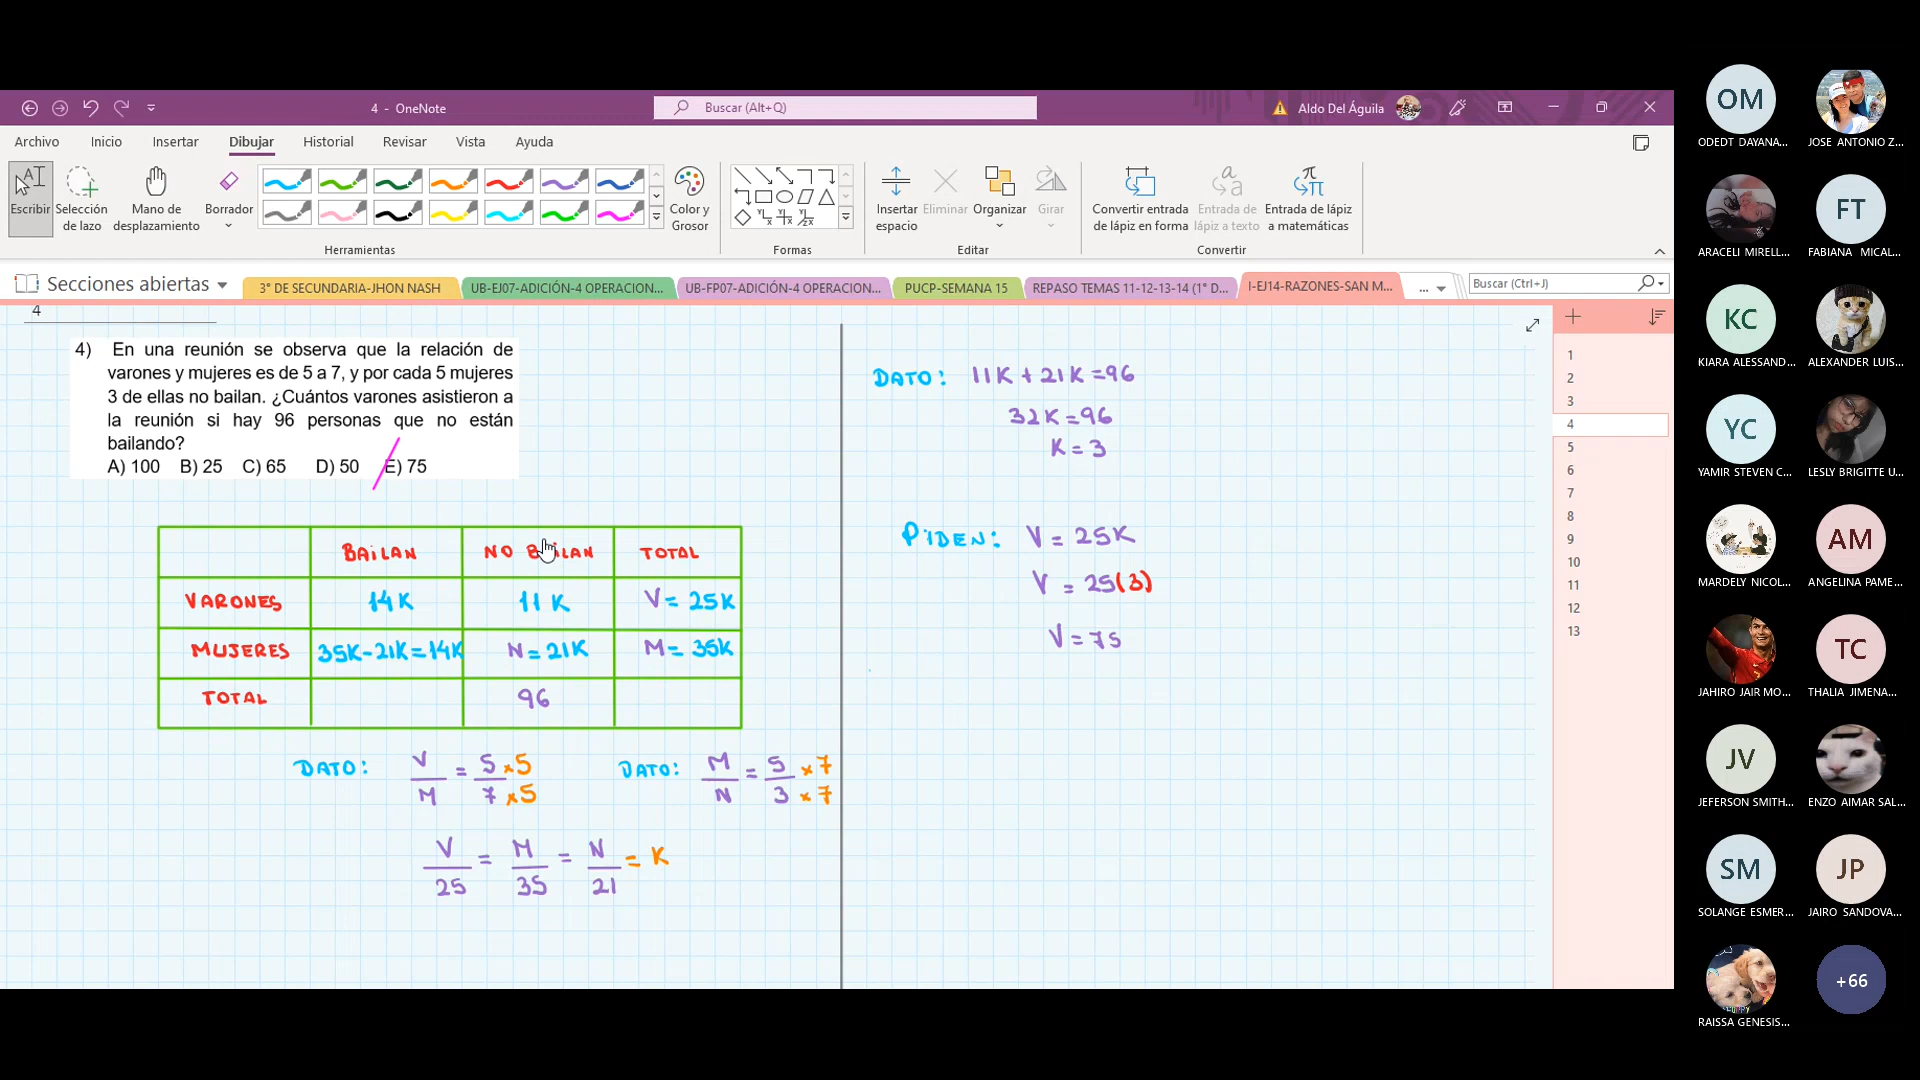 4 - OneNote
Buscar (Alt+Q)
Aldo Del Águila
Archivo Inicio Insertar Dibujar Historial Revisar Vista Ayuda
Escribir
Selección de lazo
Mano de desplazamiento
Borrador
Color y Grosor
Insertar espacio
Eliminar
Organizar
Girar
Convertir entrada de lápiz en forma
Entrada de lápiz a texto
Entrada de lápiz a matemáticas
Herramientas
Formas
Editar
Convertir
Secciones abiertas
3° DE SECUNDARIA-JHON NASH
UB-EJ07-ADICIÓN-4 OPERACION...
UB-FP07-ADICIÓN-4 OPERACION...
PUCP-SEMANA 15
REPASO TEMAS 11-12-13-14 (1° D...
I-EJ14-RAZONES-SAN M...
...
Buscar (Ctrl+J)
4
4) En una reunión se observa que la relación de
varones y mujeres es de 5 a 7, y por cada 5 mujeres
3 de ellas no bailan. ¿Cuántos varones asistieron a
la reunión si hay 96 personas que no están
bailando?
A) 100 B) 25 C) 65 D) 50 E) 75
BAILAN NO BAILAN TOTAL
VARONES 14K 11K V = 25K
MUJERES 35K-21K=14K N = 21K M = 35K
TOTAL 96
DATO: V/M = 5×5/7×5 DATO: M/N = 5×7/3×7
V/25 = M/35 = N/21 = K
DATO: 11K + 21K = 96
32K = 96
K = 3
PIDEN: V = 25K
V = 25(3)
V = 75
1
2
3
4
5
6
7
8
9
10
11
12
13
OM
ODEDT DAYANA...
JOSE ANTONIO Z...
ARACELI MIRELL...
FT
FABIANA MICAL...
KC
KIARA ALESSAND...
ALEXANDER LUIS...
YC
YAMIR STEVEN C...
LESLY BRIGITTE U...
MARDELY NICOL...
AM
ANGELINA PAME...
JAHIRO JAIR MO...
TC
THALIA JIMENA...
JV
JEFERSON SMITH...
ENZO AIMAR SAL...
SM
SOLANGE ESMER...
JP
JAIRO SANDOVA...
RAISSA GENESIS...
+66